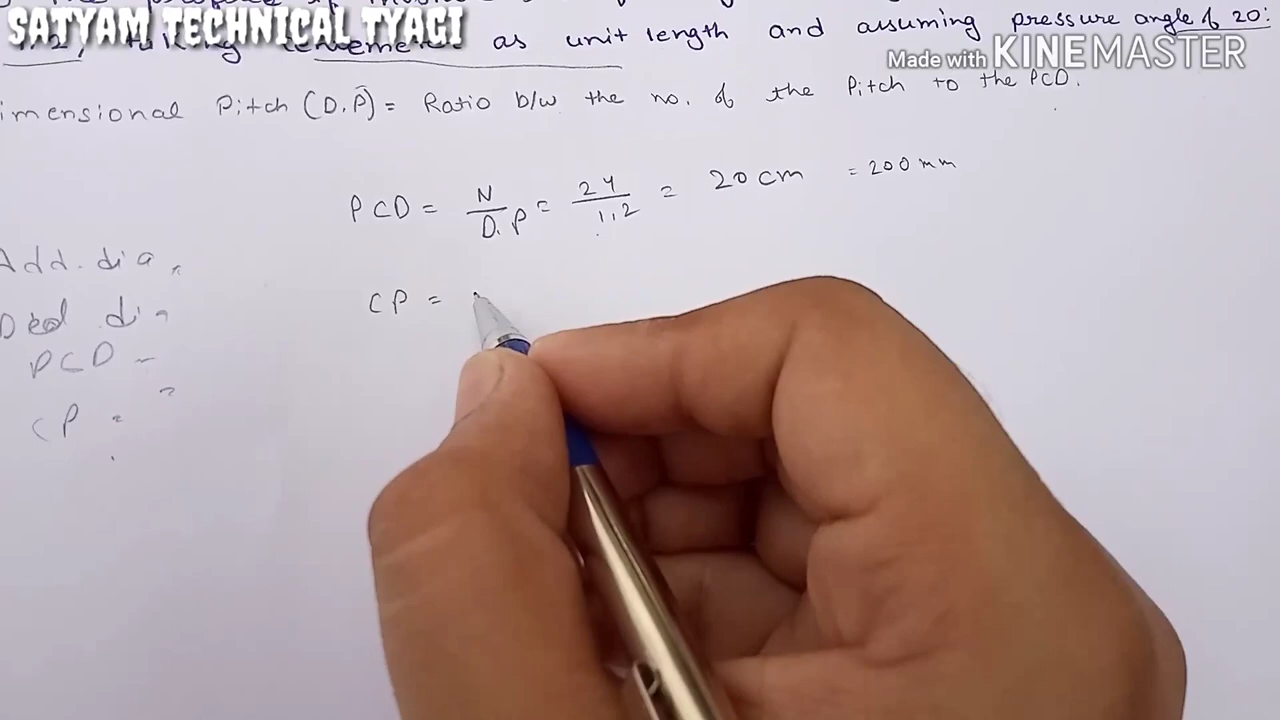 SATYAM TECHNICAL TYAGI
as unit length and assuming pressure angle of 20:
Made with KINEMASTER
imensional Pitch (D.P) = Ratio b/w the no. of the Pitch to the PCD.
PCD = N/D.P = 24/1.2 = 20 cm = 200 mm
Add. dia
Ded dia
PCD -
CP = ?
CP =